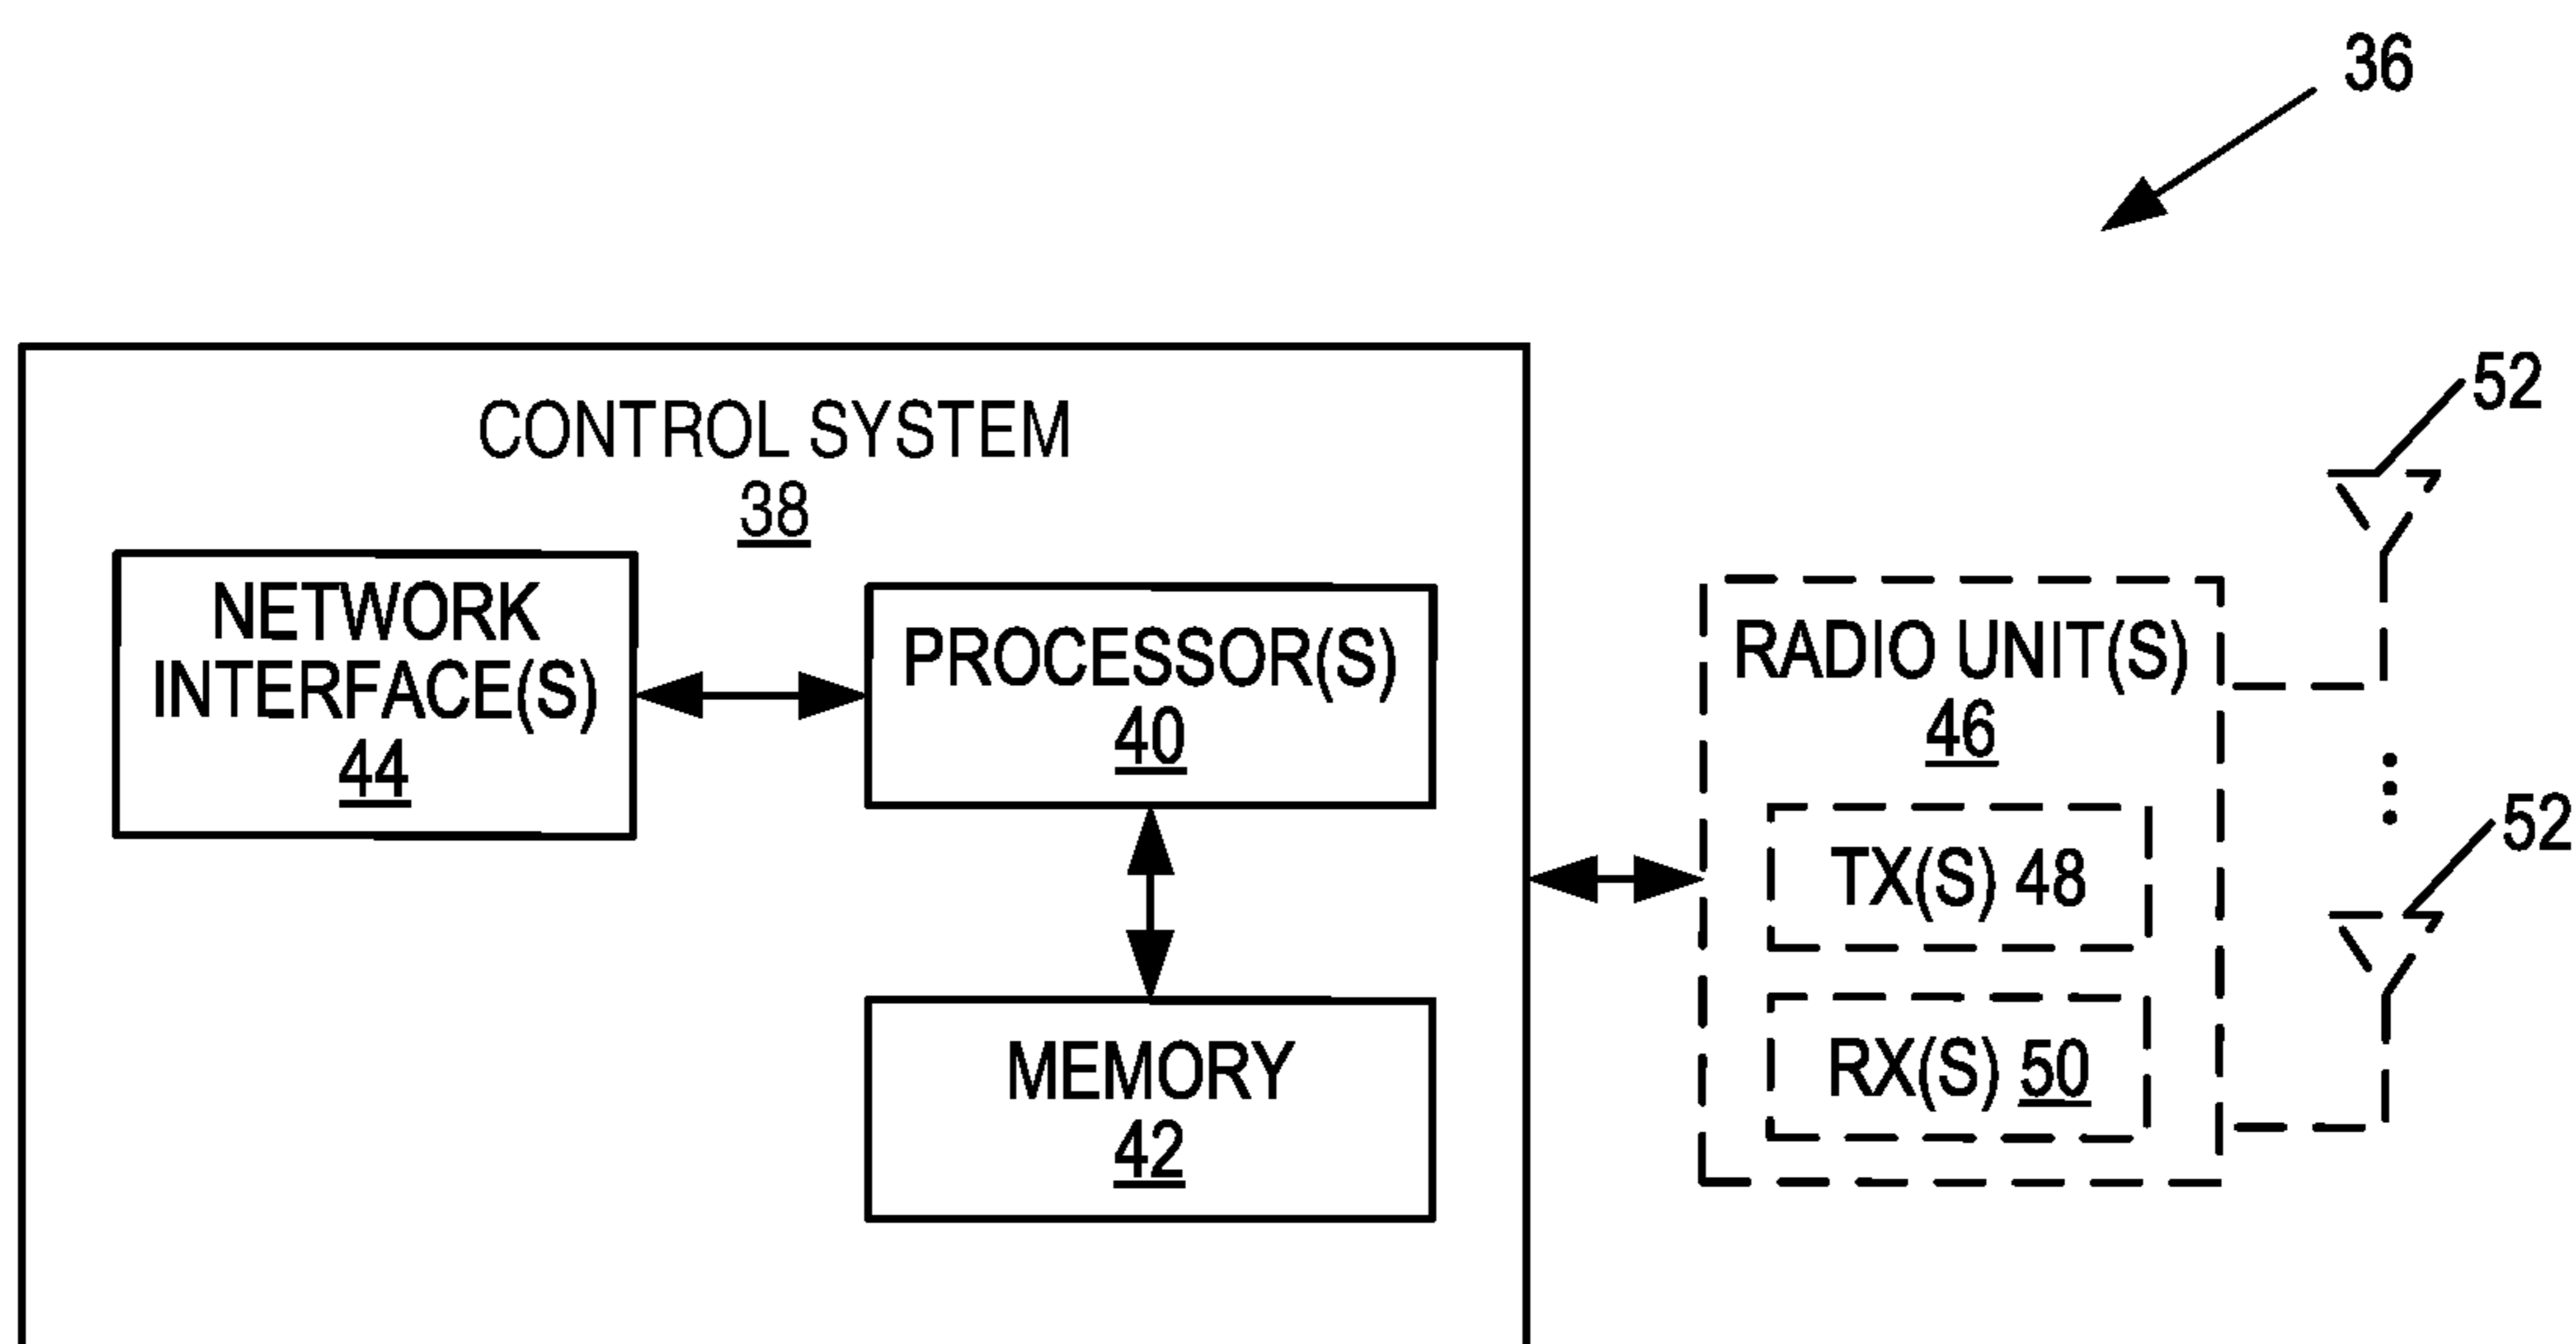 36
CONTROL SYSTEM
38
NETWORK
INTERFACE(S)
44
PROCESSOR(S)
40
MEMORY
42
RADIO UNIT(S)
46
TX(S) 48
RX(S) 50
52
52